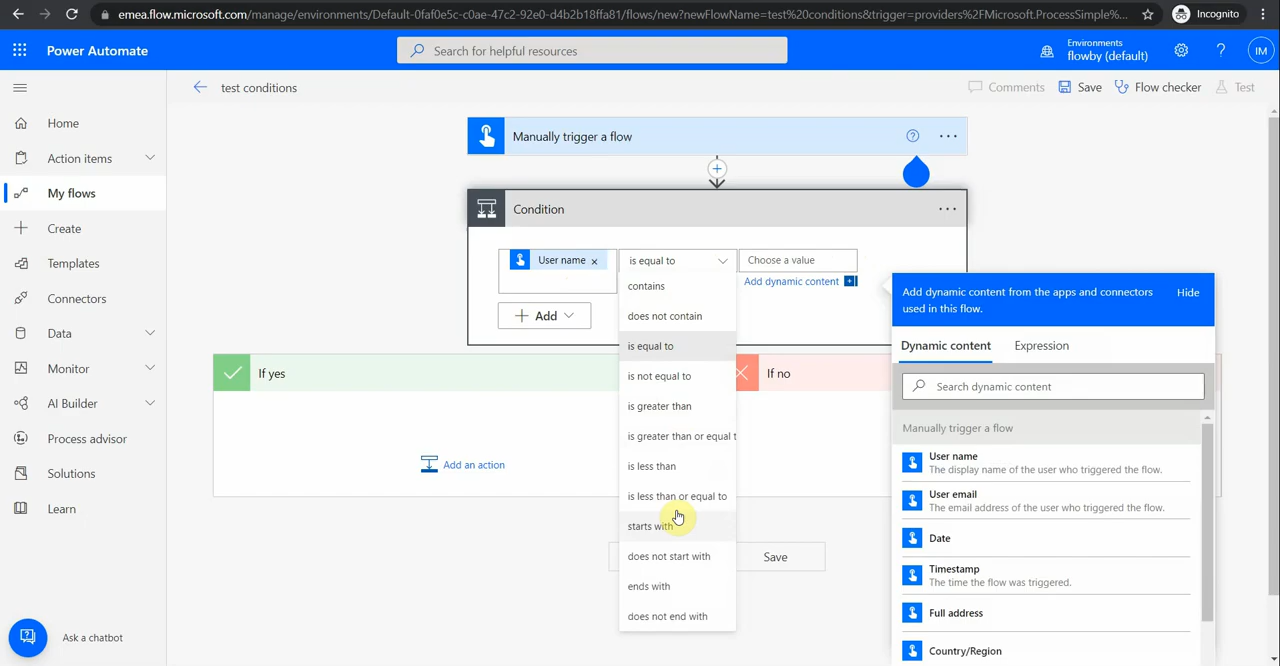 emea.flow.microsoft.com/manage/environments/Default-0faf0e5c-c0ae-47c2-92e0-d4b2b18ffa81/flows/new?newFlowName=test%20conditions&trigger=providers%2FMicrosoft.ProcessSimple%...
Incognito
Power Automate
Search for helpful resources
Environments
flowby (default)
?
IM
test conditions
Comments
Save
Flow checker
Test
Home
Action items
My flows
Create
Templates
Connectors
Data
Monitor
AI Builder
Process advisor
Solutions
Learn
Ask a chatbot
Manually trigger a flow
?
Condition
User name
is equal to
Choose a value
Add dynamic content
Add
contains
does not contain
is equal to
is not equal to
is greater than
is greater than or equal t
is less than
is less than or equal to
starts with
does not start with
ends with
does not end with
If yes
Add an action
If no
Save
Add dynamic content from the apps and connectors
used in this flow.
Hide
Dynamic content
Expression
Search dynamic content
Manually trigger a flow
User name
The display name of the user who triggered the flow.
User email
The email address of the user who triggered the flow.
Date
Timestamp
The time the flow was triggered.
Full address
Country/Region